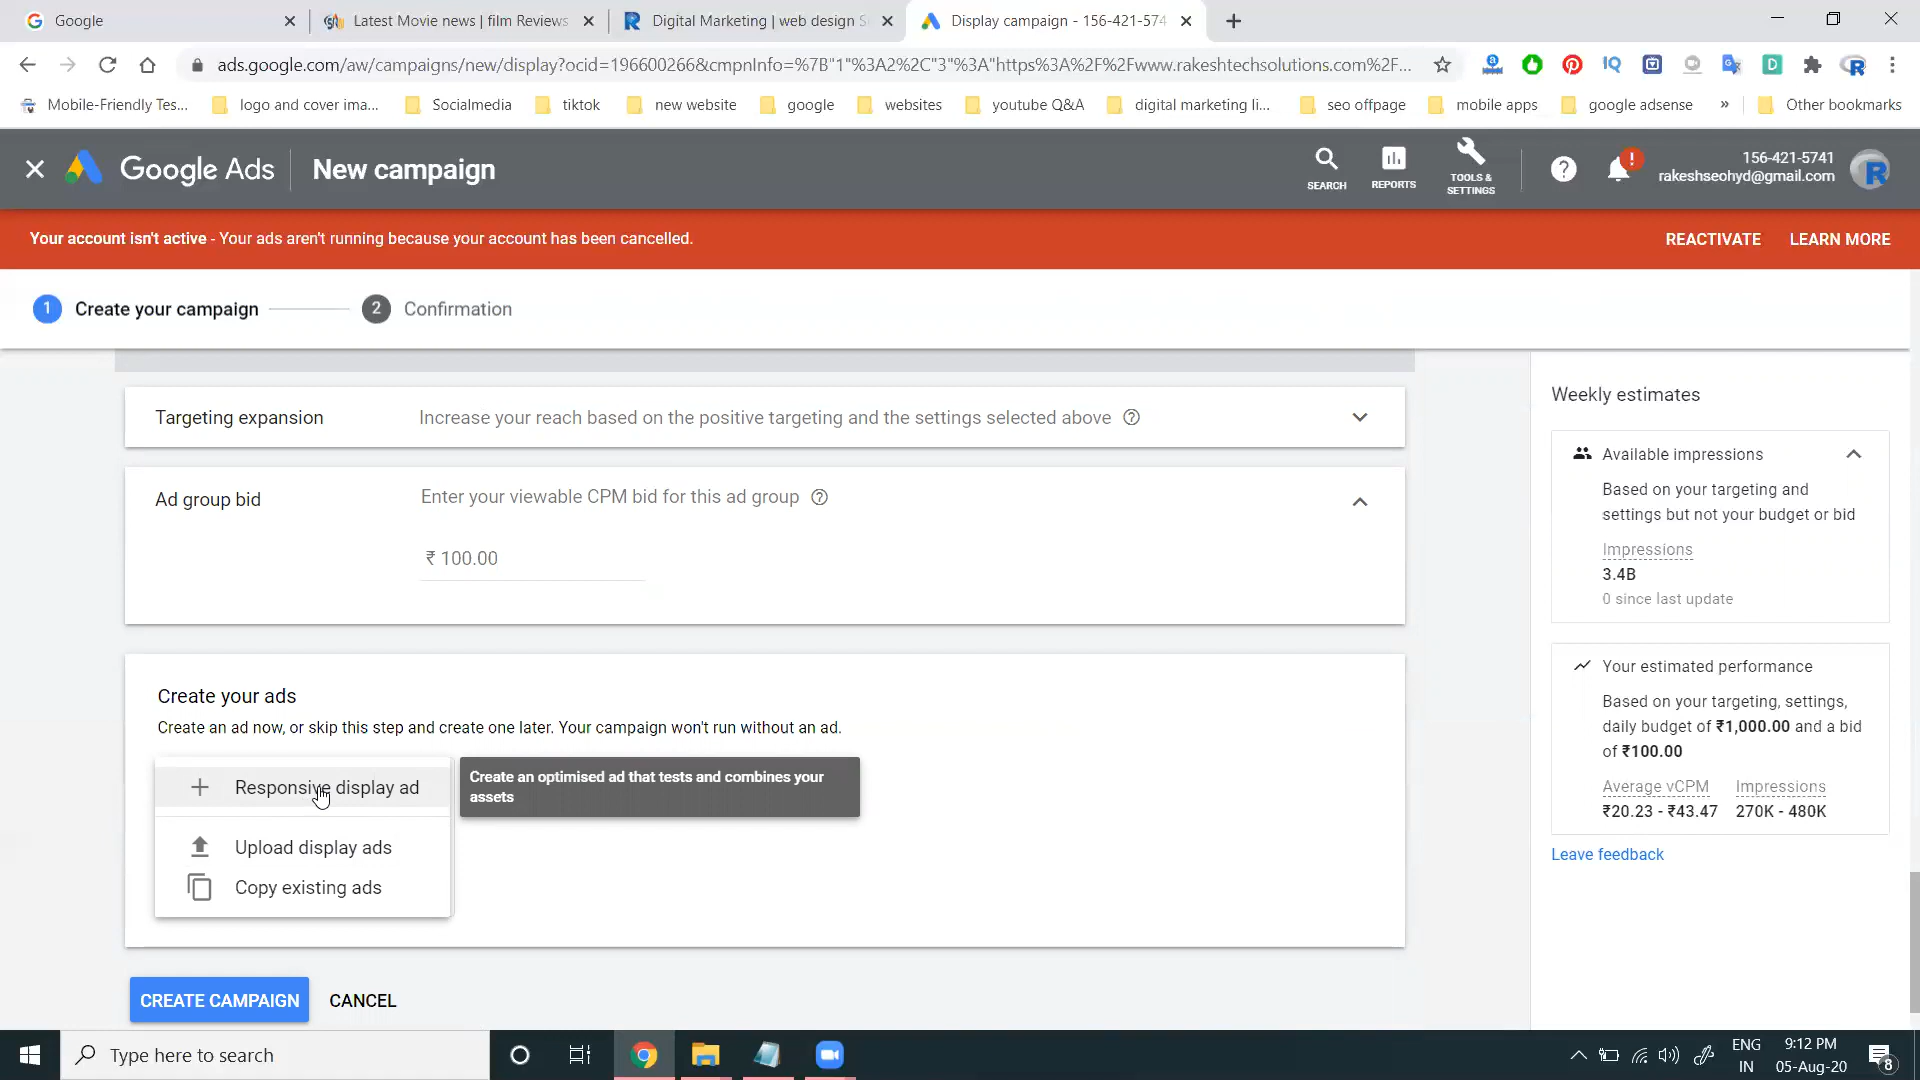 Google
Latest Movie news | film Reviews
Digital Marketing | web design S
Display campaign - 156-421-574
ads.google.com/aw/campaigns/new/display?ocid=196600266&cmpnInfo=%7B"1"%3A2%2C"3"%3A"https%3A%2F%2Fwww.rakeshtechsolutions.com%2F...
Mobile-Friendly Tes...
logo and cover ima...
Socialmedia
tiktok
new website
google
websites
youtube Q&A
digital marketing li...
seo offpage
mobile apps
google adsense
»
Other bookmarks
Google Ads
New campaign
SEARCH
REPORTS
TOOLS &
SETTINGS
156-421-5741
rakeshseohyd@gmail.com
Your account isn't active - Your ads aren't running because your account has been cancelled.
REACTIVATE
LEARN MORE
1 Create your campaign
2 Confirmation
Targeting expansion
Increase your reach based on the positive targeting and the settings selected above
Ad group bid
Enter your viewable CPM bid for this ad group
₹ 100.00
Create your ads
Create an ad now, or skip this step and create one later. Your campaign won't run without an ad.
Responsive display ad
Create an optimised ad that tests and combines your
assets
Upload display ads
Copy existing ads
CREATE CAMPAIGN
CANCEL
Weekly estimates
Available impressions
Based on your targeting and
settings but not your budget or bid
Impressions
3.4B
0 since last update
Your estimated performance
Based on your targeting, settings,
daily budget of ₹1,000.00 and a bid
of ₹100.00
Average vCPM
Impressions
₹20.23 - ₹43.47
270K - 480K
Leave feedback
Type here to search
ENG
IN
9:12 PM
05-Aug-20
8